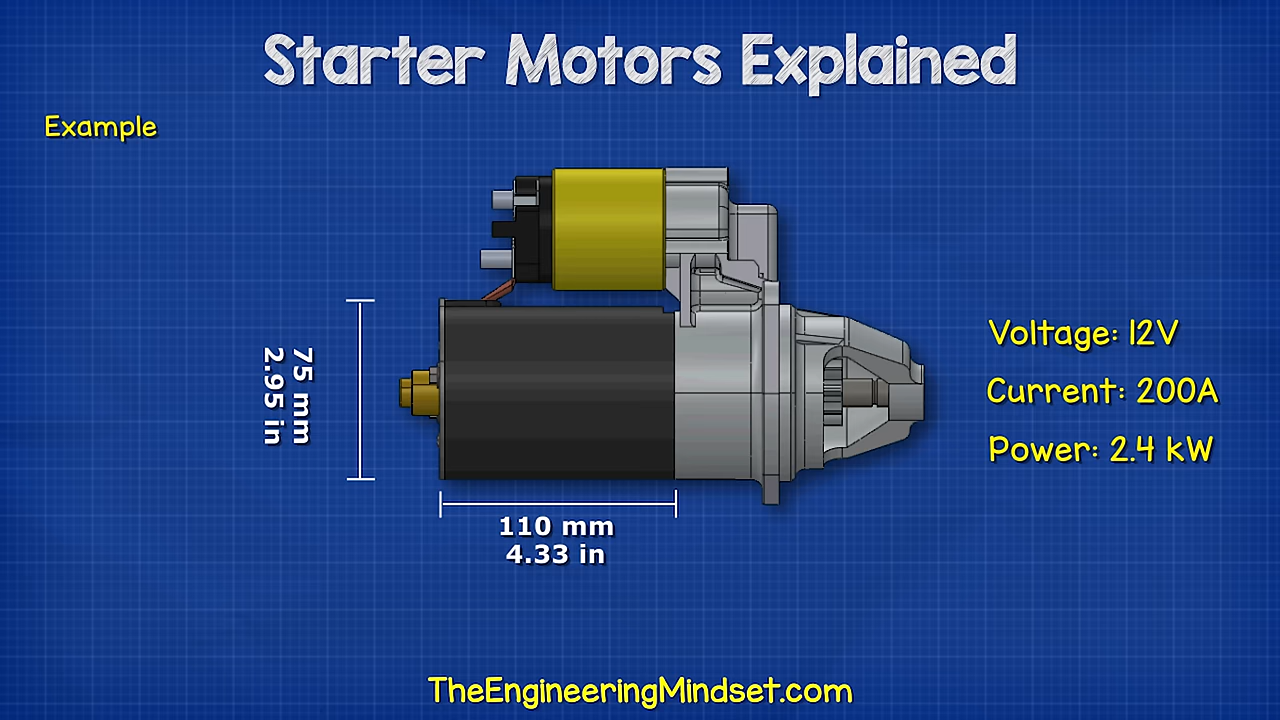 Starter Motors Explained
Example
75 mm
2.95 in
110 mm
4.33 in
Voltage: 12V
Current: 200A
Power: 2.4 kW
TheEngineeringMindset.com